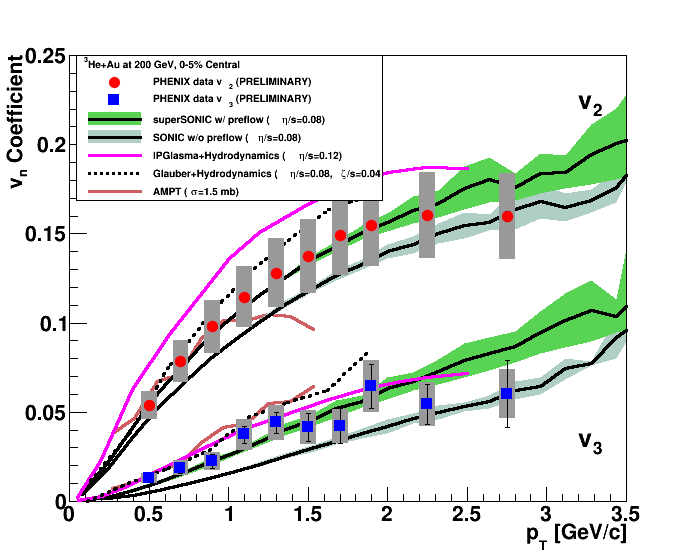 0.25
0.2
0.15
0.1
0.05
0
vn Coefficient
3He+Au at 200 GeV, 0-5% Central
PHENIX data v 2 (PRELIMINARY)
PHENIX data v 3 (PRELIMINARY)
superSONIC w/ preflow ( η/s=0.08)
SONIC w/o preflow ( η/s=0.08)
IPGlasma+Hydrodynamics ( η/s=0.12)
Glauber+Hydrodynamics ( η/s=0.08, ζ/s=0.04
AMPT ( σ=1.5 mb)
v2
v3
0 0.5 1 1.5 2 2.5 3 3.5
pT [GeV/c]